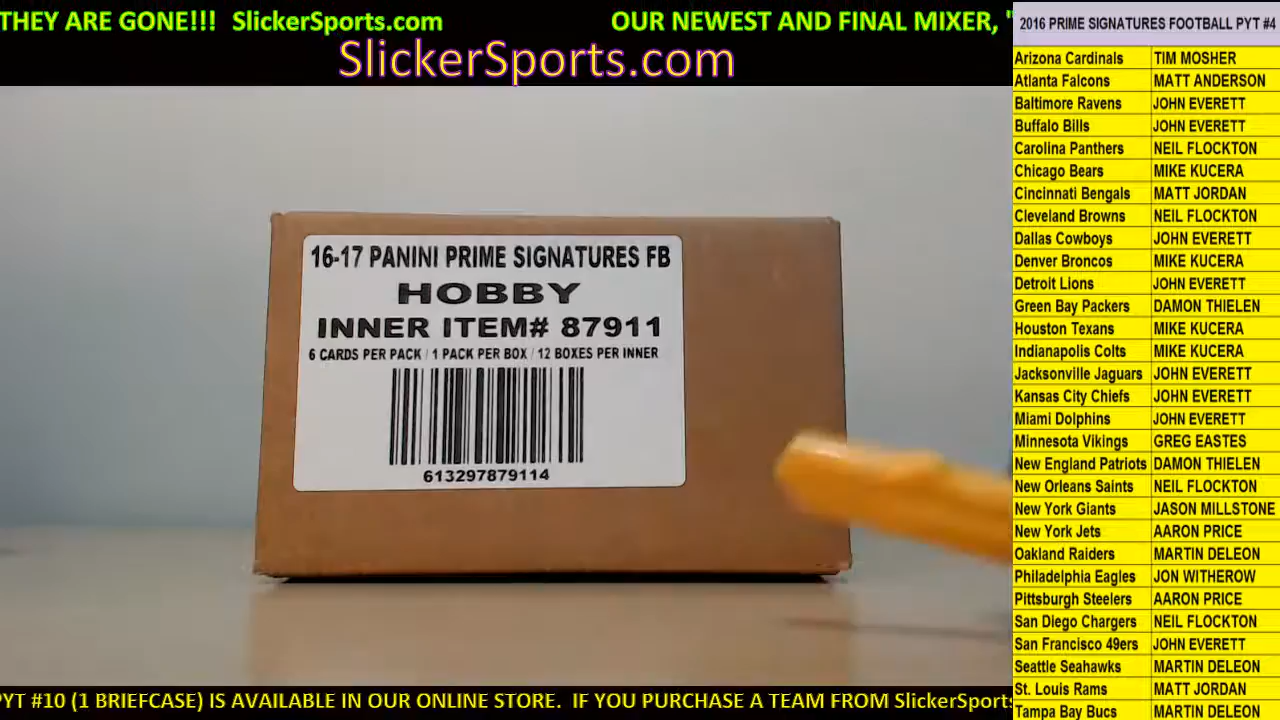 THEY ARE GONE!!!   SlickerSports.com          OUR NEWEST AND FINAL MIXER, "
SlickerSports.com
16-17 PANINI PRIME SIGNATURES FB
HOBBY
INNER ITEM# 87911
6 CARDS PER PACK / 1 PACK PER BOX / 12 BOXES PER INNER
613297879114
PYT #10 (1 BRIEFCASE) IS AVAILABLE IN OUR ONLINE STORE.  IF YOU PURCHASE A TEAM FROM SlickerSports
2016 PRIME SIGNATURES FOOTBALL PYT #4
Arizona Cardinals TIM MOSHER
Atlanta Falcons MATT ANDERSON
Baltimore Ravens JOHN EVERETT
Buffalo Bills JOHN EVERETT
Carolina Panthers NEIL FLOCKTON
Chicago Bears MIKE KUCERA
Cincinnati Bengals MATT JORDAN
Cleveland Browns NEIL FLOCKTON
Dallas Cowboys JOHN EVERETT
Denver Broncos MIKE KUCERA
Detroit Lions JOHN EVERETT
Green Bay Packers DAMON THIELEN
Houston Texans MIKE KUCERA
Indianapolis Colts MIKE KUCERA
Jacksonville Jaguars JOHN EVERETT
Kansas City Chiefs JOHN EVERETT
Miami Dolphins JOHN EVERETT
Minnesota Vikings GREG EASTES
New England Patriots DAMON THIELEN
New Orleans Saints NEIL FLOCKTON
New York Giants JASON MILLSTONE
New York Jets AARON PRICE
Oakland Raiders MARTIN DELEON
Philadelphia Eagles JON WITHEROW
Pittsburgh Steelers AARON PRICE
San Diego Chargers NEIL FLOCKTON
San Francisco 49ers JOHN EVERETT
Seattle Seahawks MARTIN DELEON
St. Louis Rams MATT JORDAN
Tampa Bay Bucs MARTIN DELEON